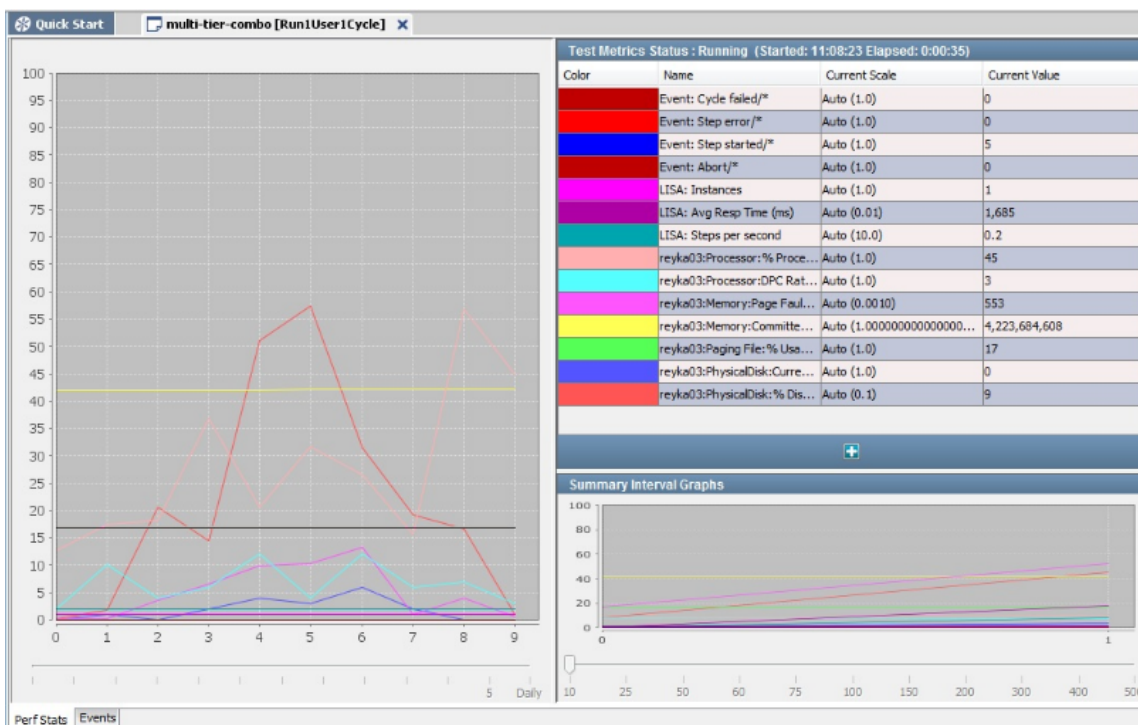 Quick Start
multi-tier-combo [Run1User1Cycle]
100
95
90
85
80
75
70
65
60
55
50
45
40
35
30
25
20
15
10
5
0
0 1 2 3 4 5 6 7 8 9
5 Daily
Perf Stats Events
Test Metrics Status : Running (Started: 11:08:23 Elapsed: 0:00:35)
Color Name Current Scale Current Value
Event: Cycle failed/* Auto (1.0) 0
Event: Step error/* Auto (1.0) 0
Event: Step started/* Auto (1.0) 5
Event: Abort/* Auto (1.0) 0
LISA: Instances Auto (1.0) 1
LISA: Avg Resp Time (ms) Auto (0.01) 1,685
LISA: Steps per second Auto (10.0) 0.2
reyka03:Processor:% Proce... Auto (1.0) 45
reyka03:Processor:DPC Rat... Auto (1.0) 3
reyka03:Memory:Page Faul... Auto (0.0010) 553
reyka03:Memory:Committe... Auto (1.000000000000000... 4,223,684,608
reyka03:Paging File:% Usa... Auto (1.0) 17
reyka03:PhysicalDisk:Curre... Auto (1.0) 0
reyka03:PhysicalDisk:% Dis... Auto (0.1) 9
Summary Interval Graphs
100
80
60
40
20
0
0 1
10 25 50 60 75 100 150 200 300 400 500